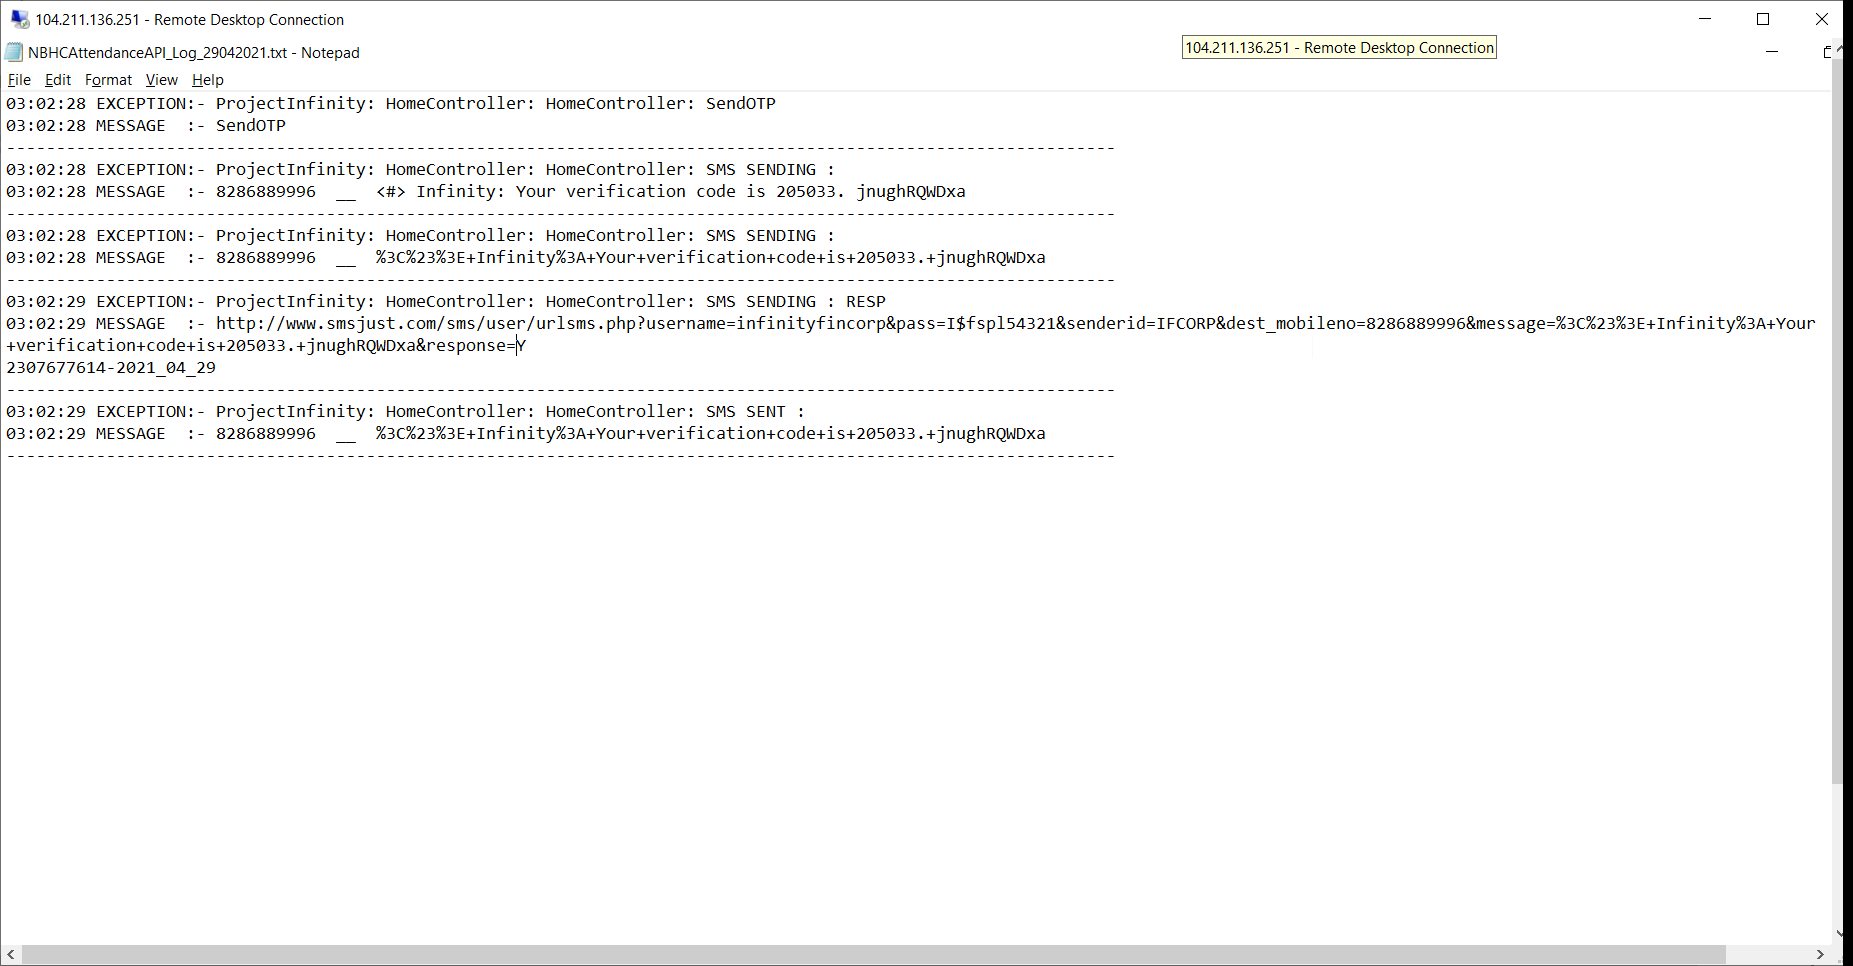 104.211.136.251 - Remote Desktop Connection
NBHCAttendanceAPI_Log_29042021.txt - Notepad
104.211.136.251 - Remote Desktop Connection
File Edit Format View Help
03:02:28 EXCEPTION:- ProjectInfinity: HomeController: HomeController: SendOTP
03:02:28 MESSAGE  :- SendOTP
---------------------------------------------------------------------------------------------------------------
03:02:28 EXCEPTION:- ProjectInfinity: HomeController: HomeController: SMS SENDING :
03:02:28 MESSAGE  :- 8286889996  __  <#> Infinity: Your verification code is 205033. jnughRQWDxa
---------------------------------------------------------------------------------------------------------------
03:02:28 EXCEPTION:- ProjectInfinity: HomeController: HomeController: SMS SENDING :
03:02:28 MESSAGE  :- 8286889996  __  %3C%23%3E+Infinity%3A+Your+verification+code+is+205033.+jnughRQWDxa
---------------------------------------------------------------------------------------------------------------
03:02:29 EXCEPTION:- ProjectInfinity: HomeController: HomeController: SMS SENDING : RESP
03:02:29 MESSAGE  :- http://www.smsjust.com/sms/user/urlsms.php?username=infinityfincorp&pass=I$fspl54321&senderid=IFCORP&dest_mobileno=8286889996&message=%3C%23%3E+Infinity%3A+Your
+verification+code+is+205033.+jnughRQWDxa&response=Y
2307677614-2021_04_29
---------------------------------------------------------------------------------------------------------------
03:02:29 EXCEPTION:- ProjectInfinity: HomeController: HomeController: SMS SENT :
03:02:29 MESSAGE  :- 8286889996  __  %3C%23%3E+Infinity%3A+Your+verification+code+is+205033.+jnughRQWDxa
---------------------------------------------------------------------------------------------------------------